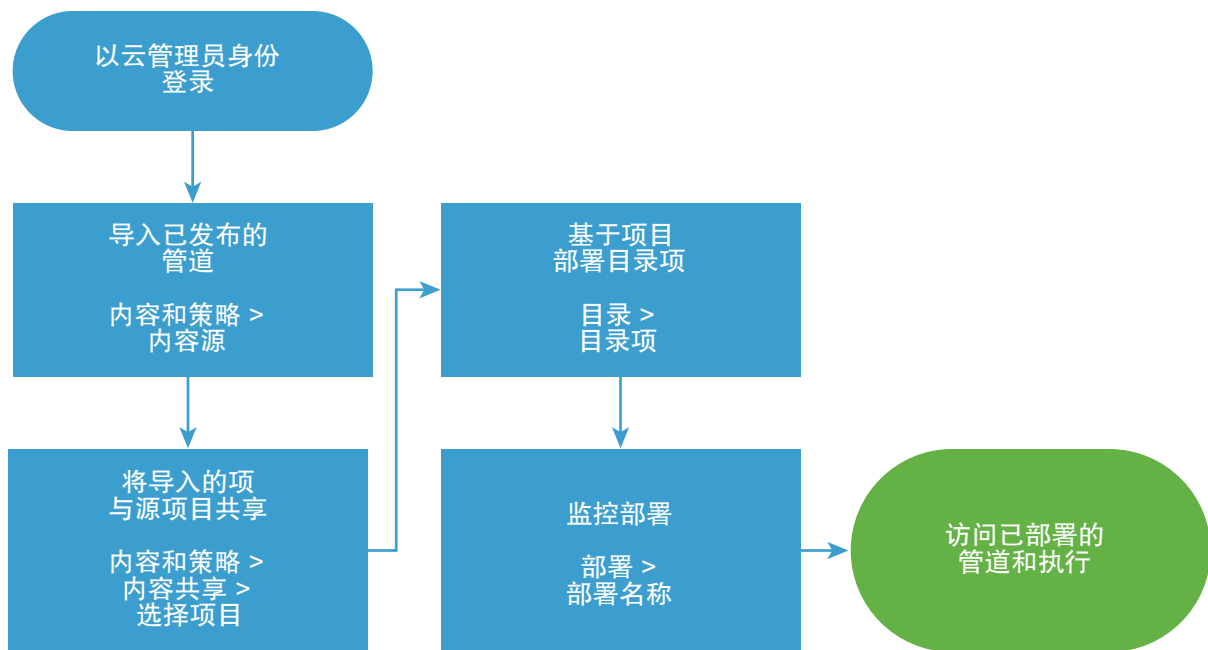 以云管理员身份
登录
导入已发布的
管道
内容和策略 >
内容源
将导入的项
与源项目共享
内容和策略 >
内容共享 >
选择项目
基于项目
部署目录项
目录 >
目录项
监控部署
部署 >
部署名称
访问已部署的
管道和执行